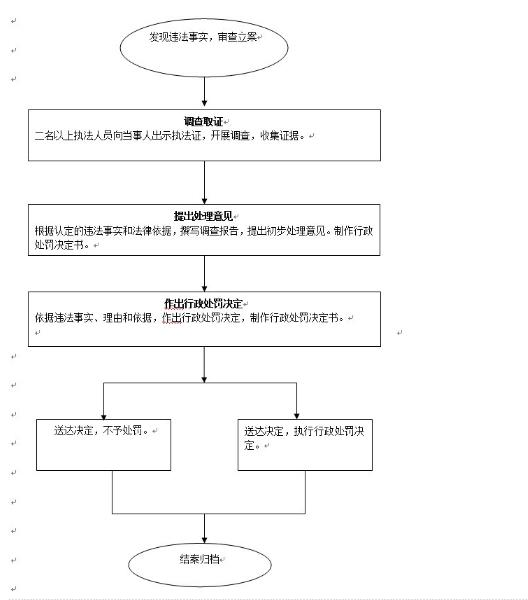 发现违法事实，审查立案
调查取证
二名以上执法人员向当事人出示执法证，开展调查，收集证据。
提出处理意见
根据认定的违法事实和法律依据，撰写调查报告，提出初步处理意见。制作行政
处罚决定书。
作出行政处罚决定
依据违法事实、理由和依据，作出行政处罚决定，制作行政处罚决定书。
送达决定，不予处罚。
送达决定，执行行政处罚决
定。
结案归档